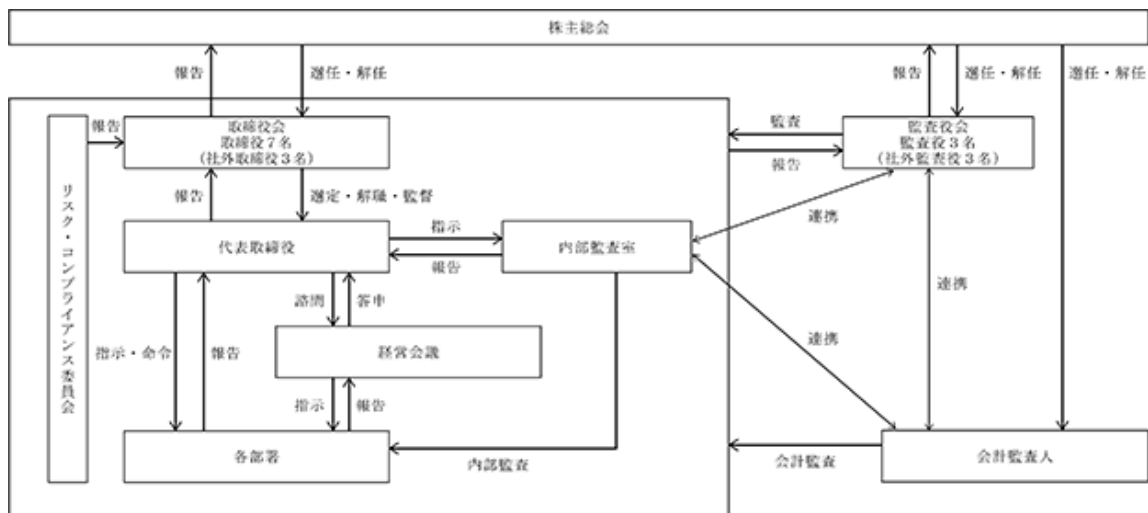 株主総会
報告
選任・解任
報告
選任・解任
選任・解任
報告
取締役会
取締役7名
(社外取締役3名)
監査
報告
監査役会
監査役3名
(社外監査役3名)
報告
選定・解職・監督
連携
代表取締役
指示
報告
内部監査室
リスク・コンプライアンス委員会
諮問
答申
連携
連携
指示・命令
報告
経営会議
指示
報告
各部署
内部監査
会計監査
会計監査人